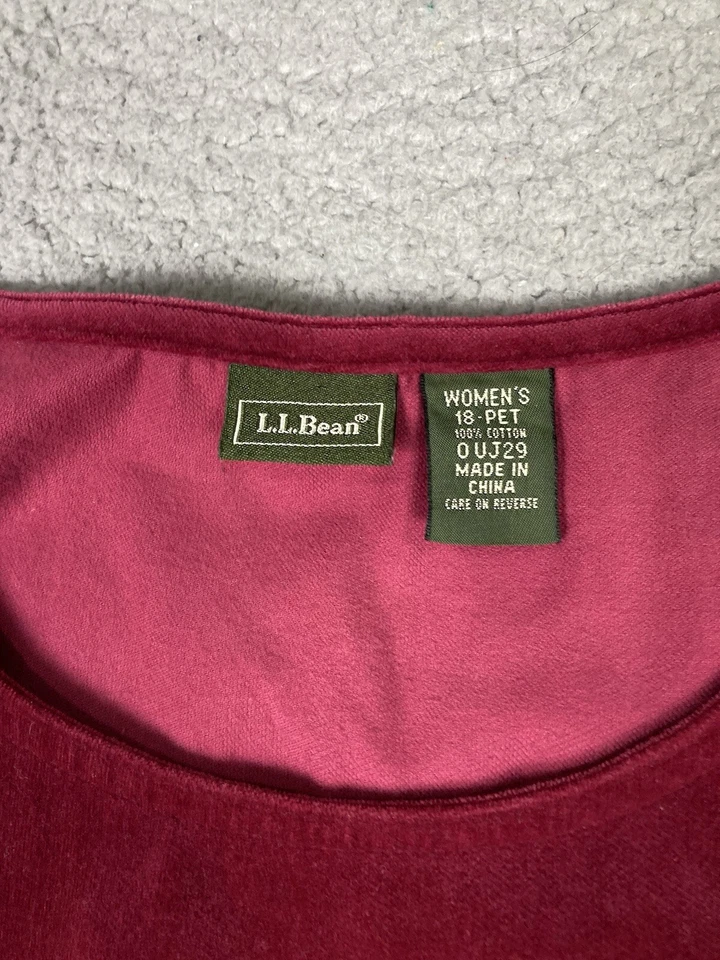 L.L.Bean®
WOMEN'S
18-PET
100% COTTON
0UJ29
MADE IN
CHINA
CARE ON REVERSE